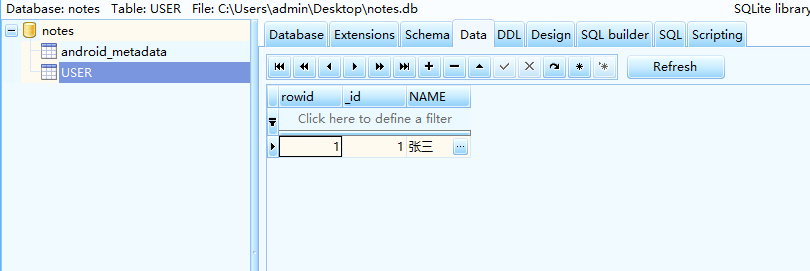 Database: notes Table: USER File: C:\Users\admin\Desktop\notes.db SQLite library
notes
android_metadata
USER
Database Extensions Schema Data DDL Design SQL builder SQL Scripting
Refresh
rowid _id NAME
Click here to define a filter
1 1 张三 ...